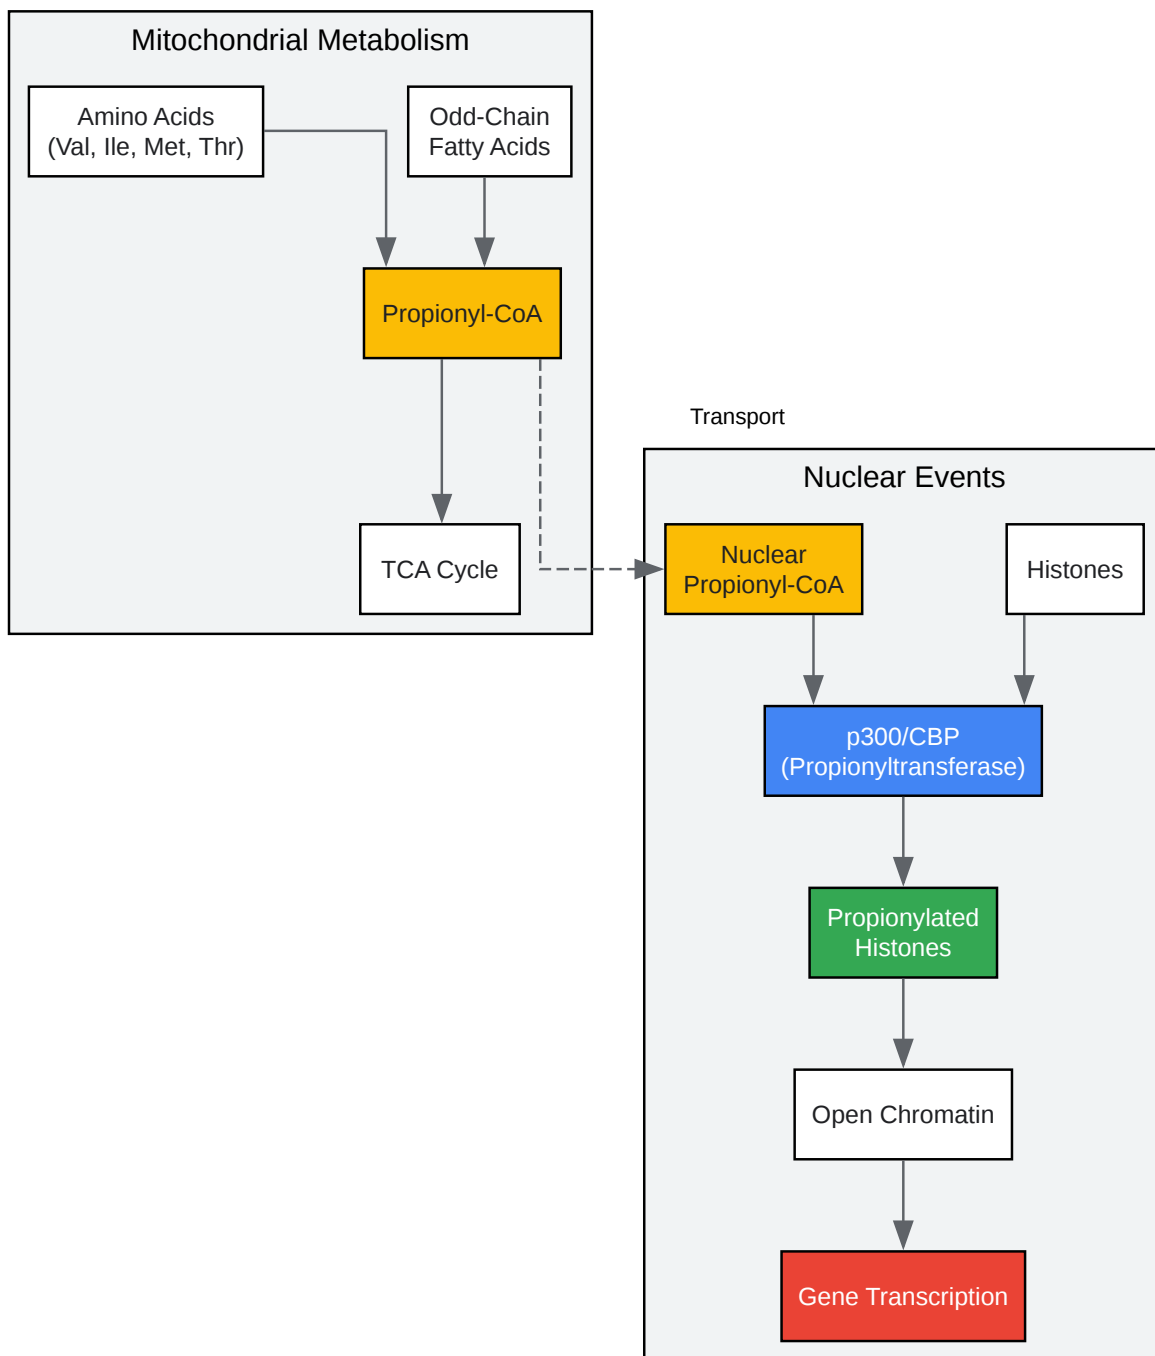 Mitochondrial Metabolism
Amino Acids
(Val, Ile, Met, Thr)
Odd-Chain
Fatty Acids
Propionyl-CoA
TCA Cycle
Transport
Nuclear Events
Nuclear
Propionyl-CoA
Histones
p300/CBP
(Propionyltransferase)
Propionylated
Histones
Open Chromatin
Gene Transcription